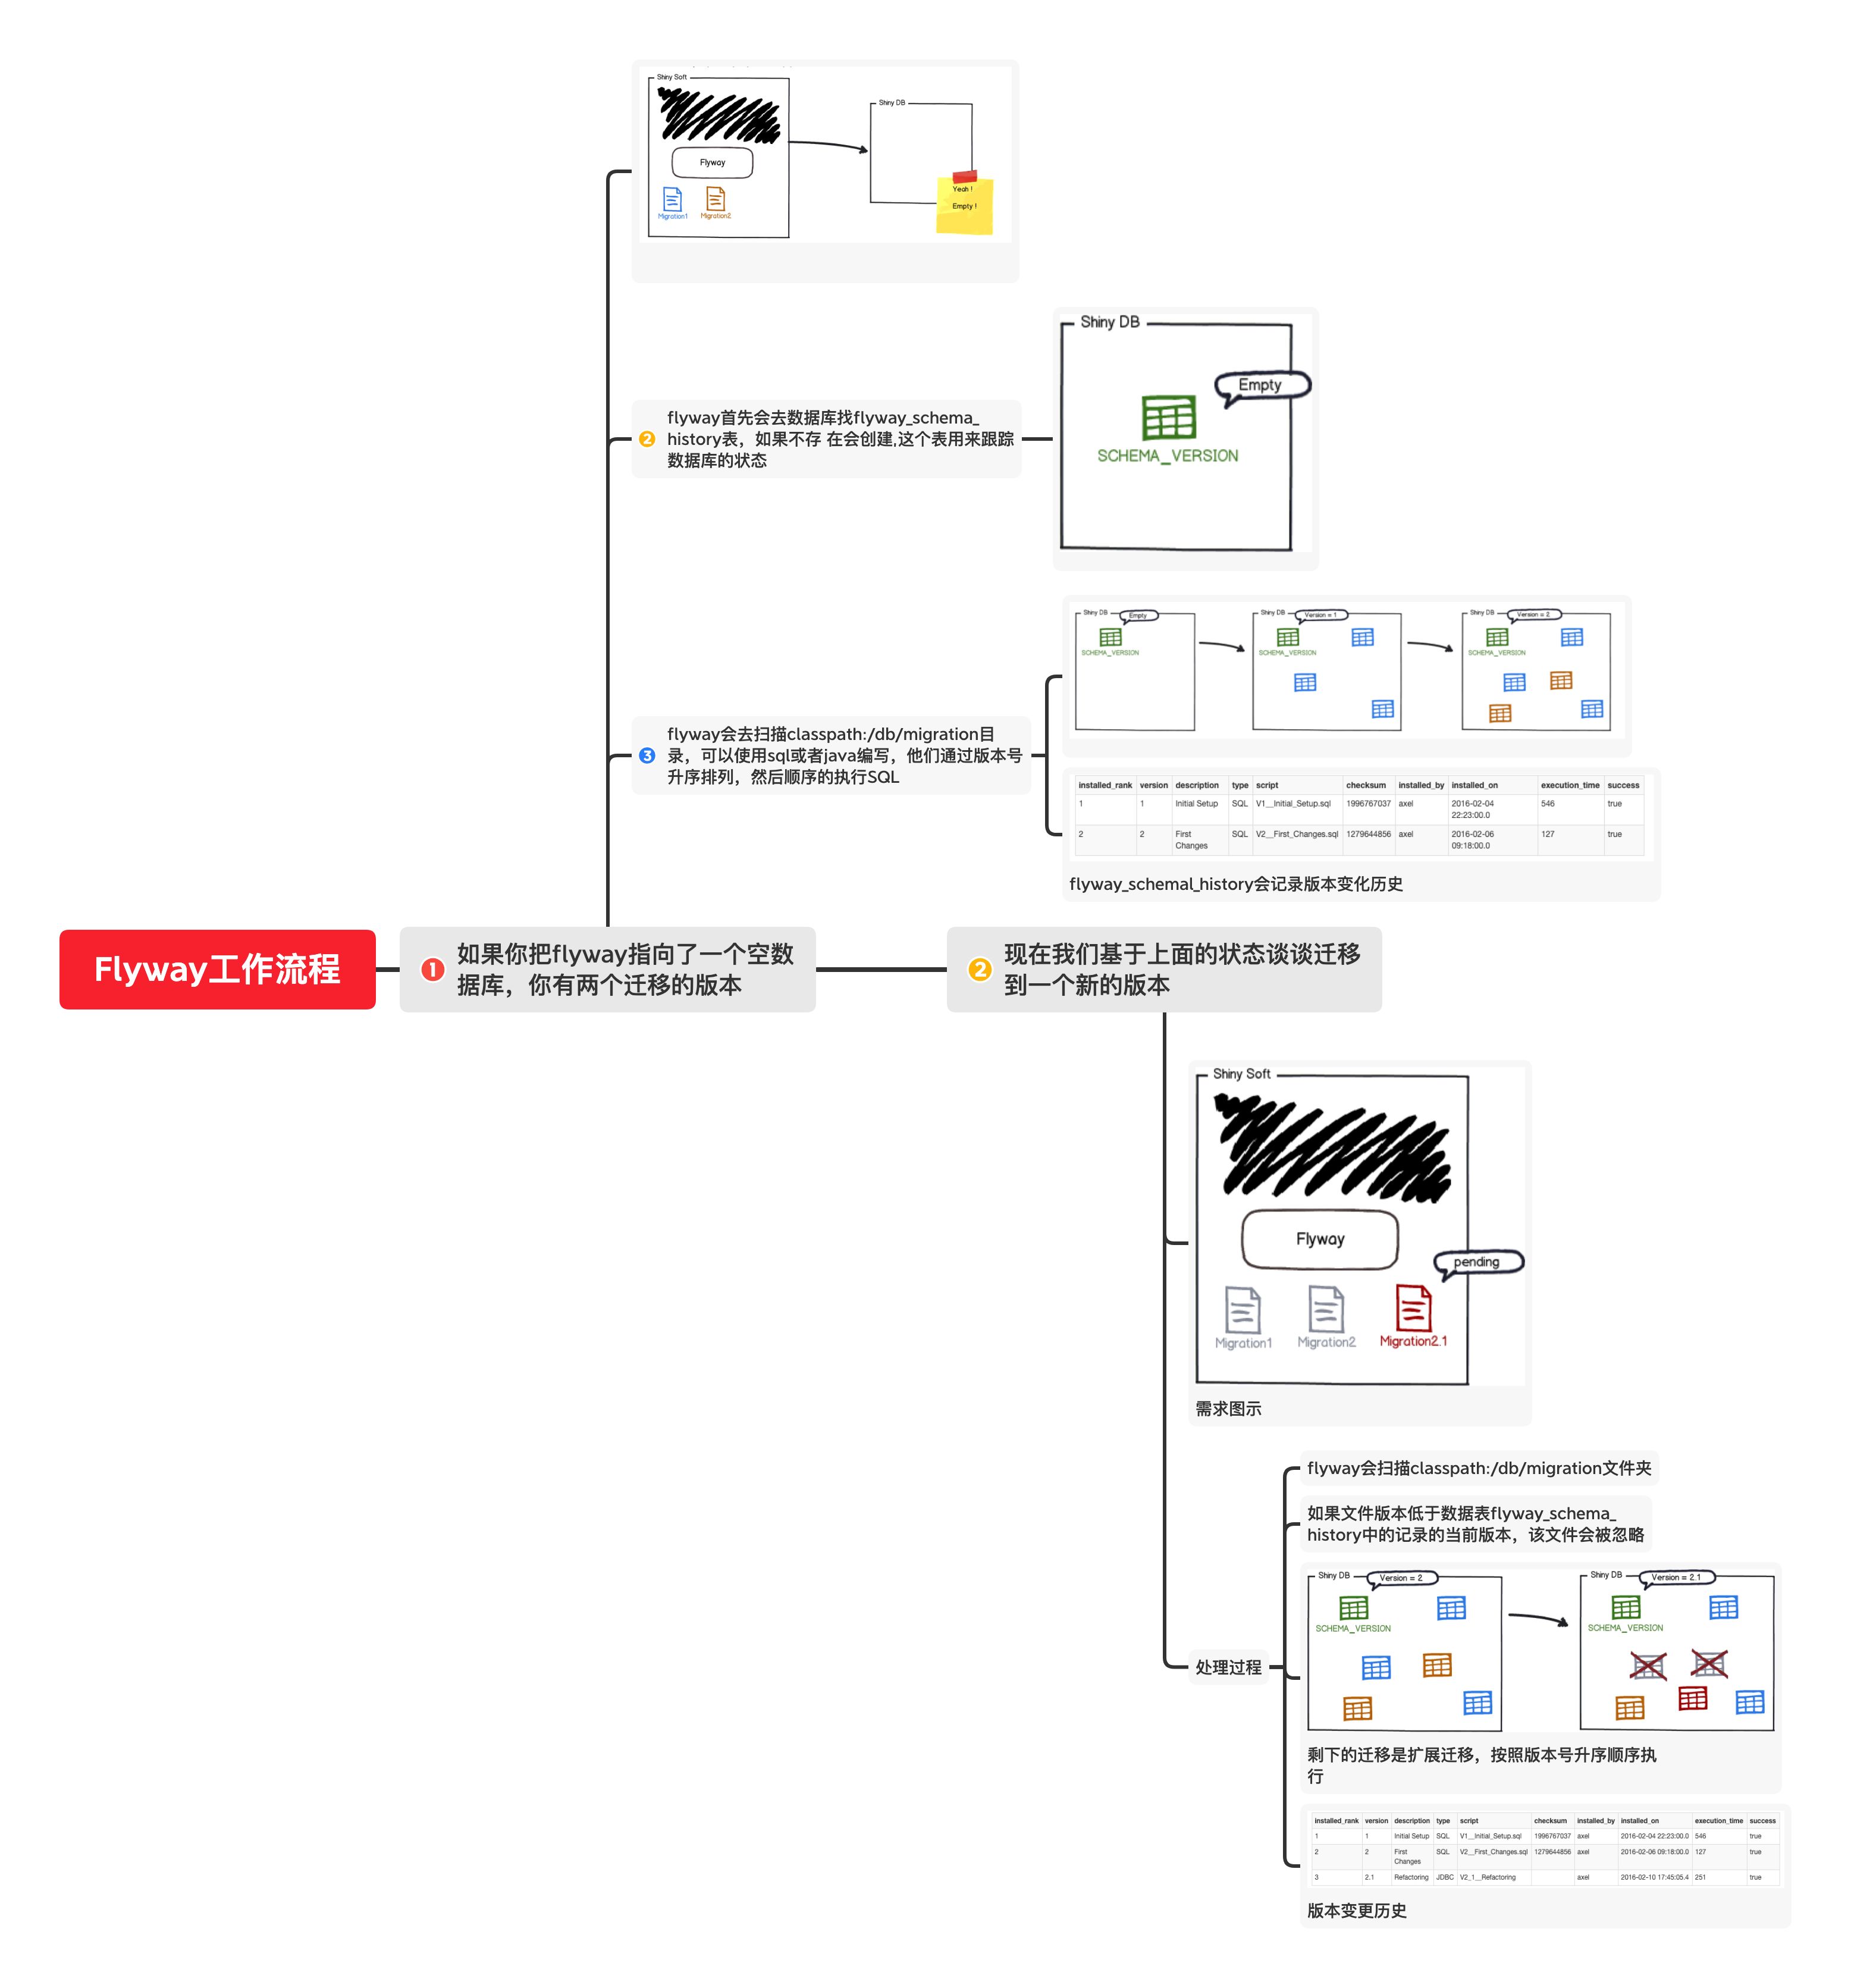 Shiny Soft
Shiny DB
Flyway
Migration1
Migration2
Yeah !
Empty !
Shiny DB
Empty
SCHEMA_VERSION
2
flyway首先会去数据库找flyway_schema_
history表，如果不存 在会创建,这个表用来跟踪
数据库的状态
Shiny DB
Empty
SCHEMA_VERSION
Shiny DB
Version = 1
SCHEMA_VERSION
Shiny DB
Version = 2
SCHEMA_VERSION
3
flyway会去扫描classpath:/db/migration目
录，可以使用sql或者java编写，他们通过版本号
升序排列，然后顺序的执行SQL
installed_rank version description type script checksum installed_by installed_on execution_time success
1 1 Initial Setup SQL V1__Initial_Setup.sql 1996767037 axel 2016-02-04 546 true
22:23:00.0
2 2 First SQL V2__First_Changes.sql 1279644856 axel 2016-02-06 127 true
Changes 09:18:00.0
flyway_schemal_history会记录版本变化历史
Flyway工作流程
1
如果你把flyway指向了一个空数
据库，你有两个迁移的版本
2
现在我们基于上面的状态谈谈迁移
到一个新的版本
Shiny Soft
Flyway
pending
Migration1
Migration2
Migration2.1
需求图示
处理过程
flyway会扫描classpath:/db/migration文件夹
如果文件版本低于数据表flyway_schema_
history中的记录的当前版本，该文件会被忽略
Shiny DB
Version = 2
SCHEMA_VERSION
Shiny DB
Version = 2.1
SCHEMA_VERSION
剩下的迁移是扩展迁移，按照版本号升序顺序执
行
installed_rank version description type script checksum installed_by installed_on execution_time success
1 1 Initial Setup SQL V1__Initial_Setup.sql 1996767037 axel 2016-02-04 22:23:00.0 546 true
2 2 First SQL V2__First_Changes.sql 1279644856 axel 2016-02-06 09:18:00.0 127 true
Changes
3 2.1 Refactoring JDBC V2_1__Refactoring axel 2016-02-10 17:45:05.4 251 true
版本变更历史